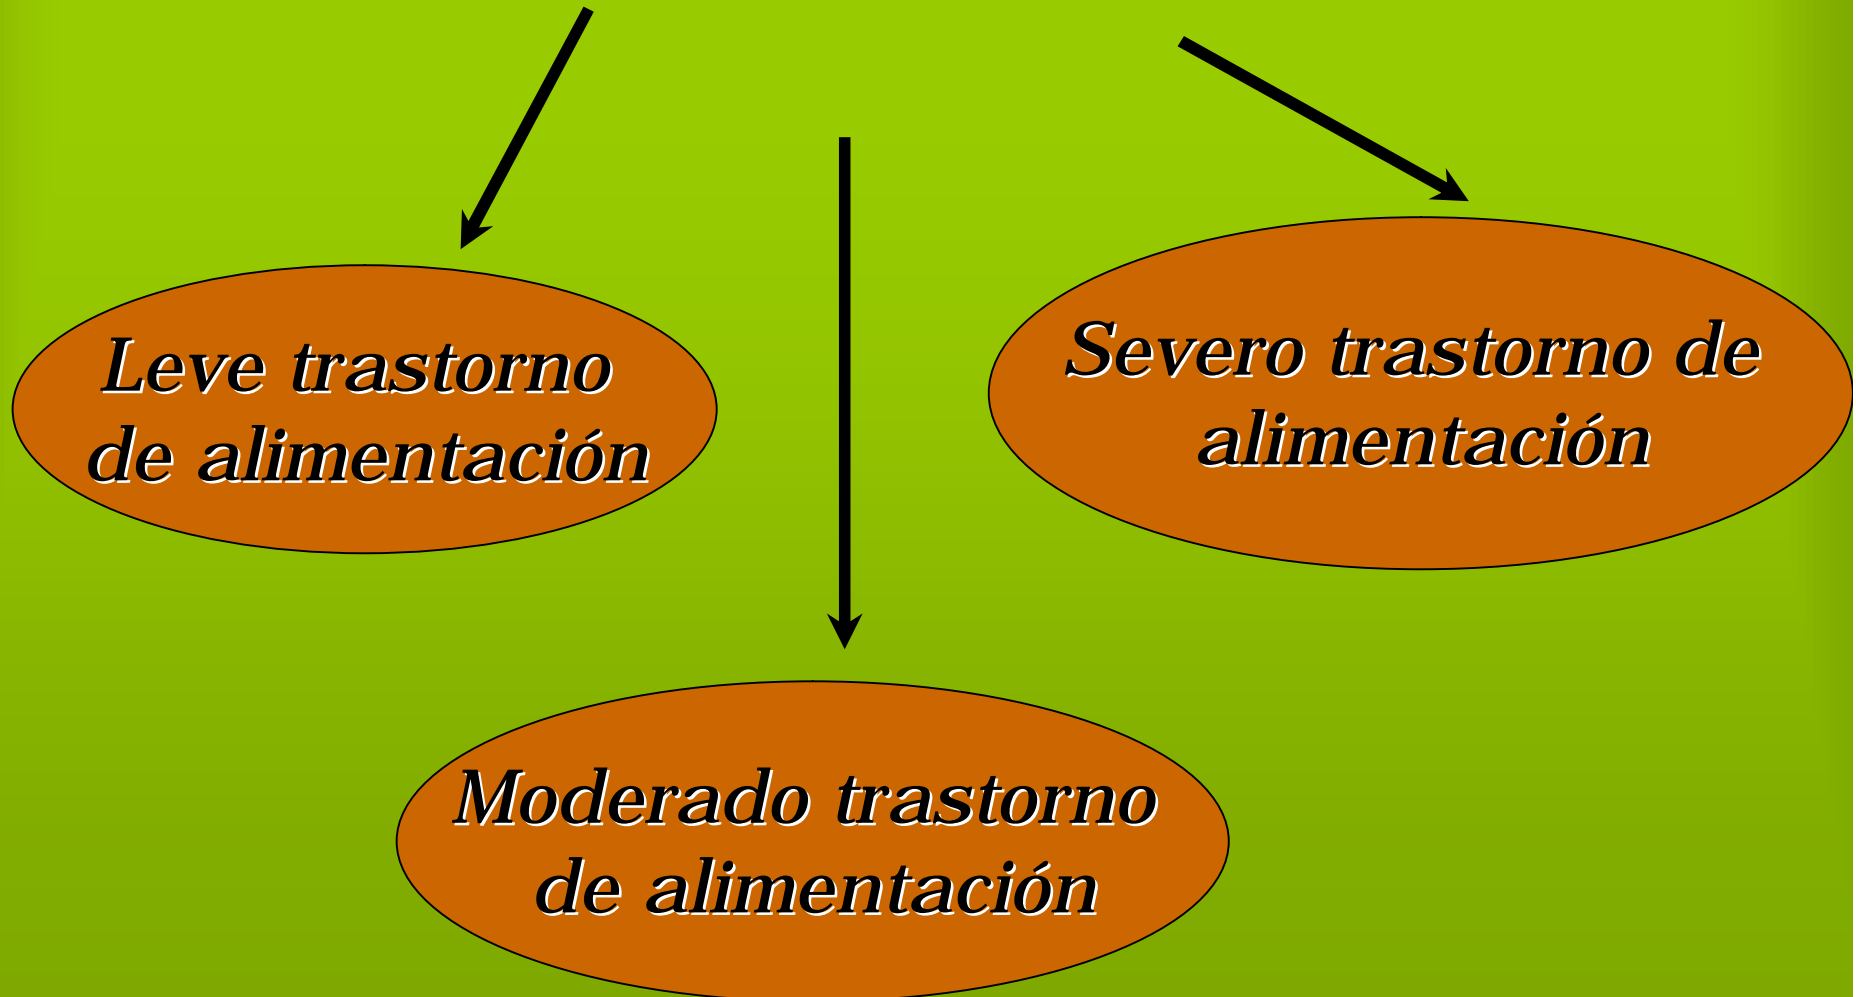 Leve trastorno
de alimentación
Severo trastorno de
alimentación
Moderado trastorno
de alimentación